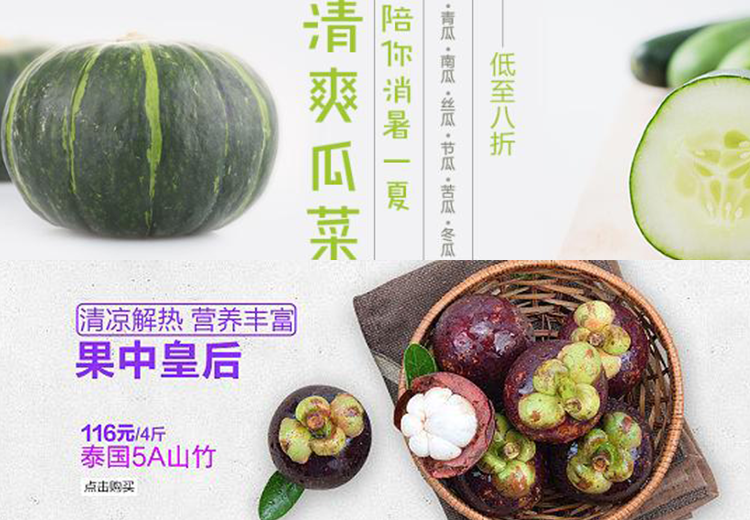 清爽瓜菜
陪你消暑一夏
·青瓜·南瓜·丝瓜·节瓜·苦瓜·冬瓜
低至八折
清凉解热 营养丰富
果中皇后
116元/4斤
泰国5A山竹
点击购买